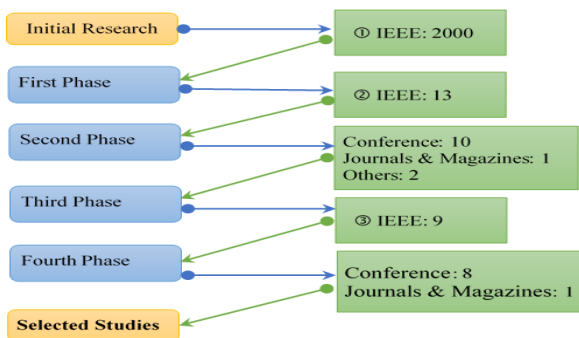 Initial Research
① IEEE: 2000
First Phase
② IEEE: 13
Second Phase
Conference: 10
Journals & Magazines: 1
Others: 2
Third Phase
③ IEEE: 9
Fourth Phase
Conference: 8
Journals & Magazines: 1
Selected Studies